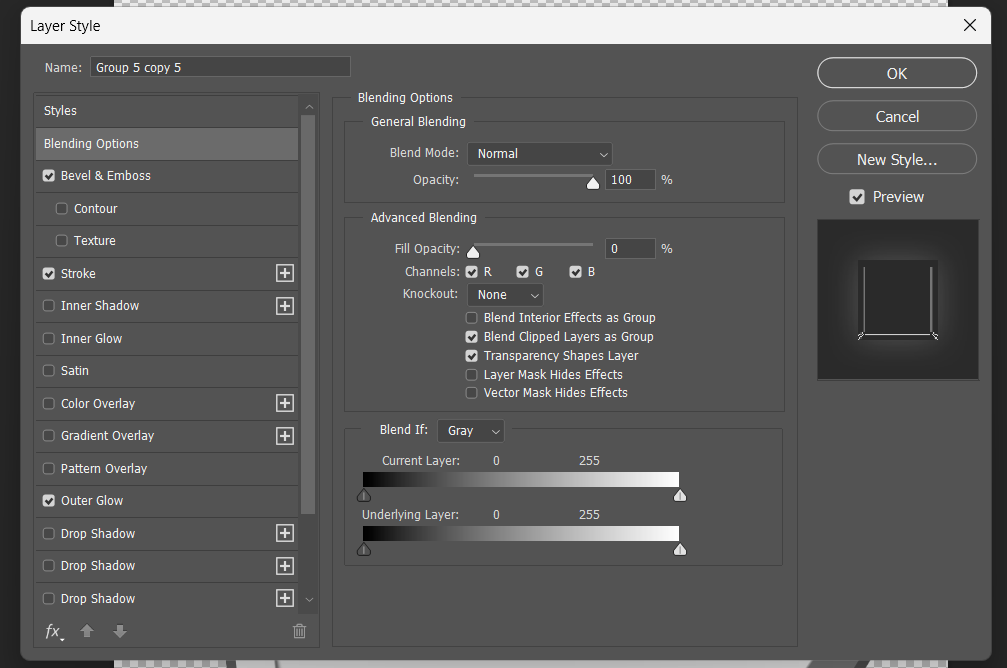 Layer Style
Name: Group 5 copy 5
Styles
Blending Options
Bevel & Emboss
Contour
Texture
Stroke
Inner Shadow
Inner Glow
Satin
Color Overlay
Gradient Overlay
Pattern Overlay
Outer Glow
Drop Shadow
Drop Shadow
Drop Shadow
fx
Blending Options
General Blending
Blend Mode: Normal
Opacity: 100 %
Advanced Blending
Fill Opacity: 0 %
Channels: R G B
Knockout: None
Blend Interior Effects as Group
Blend Clipped Layers as Group
Transparency Shapes Layer
Layer Mask Hides Effects
Vector Mask Hides Effects
Blend If: Gray
Current Layer: 0 255
Underlying Layer: 0 255
OK
Cancel
New Style...
Preview